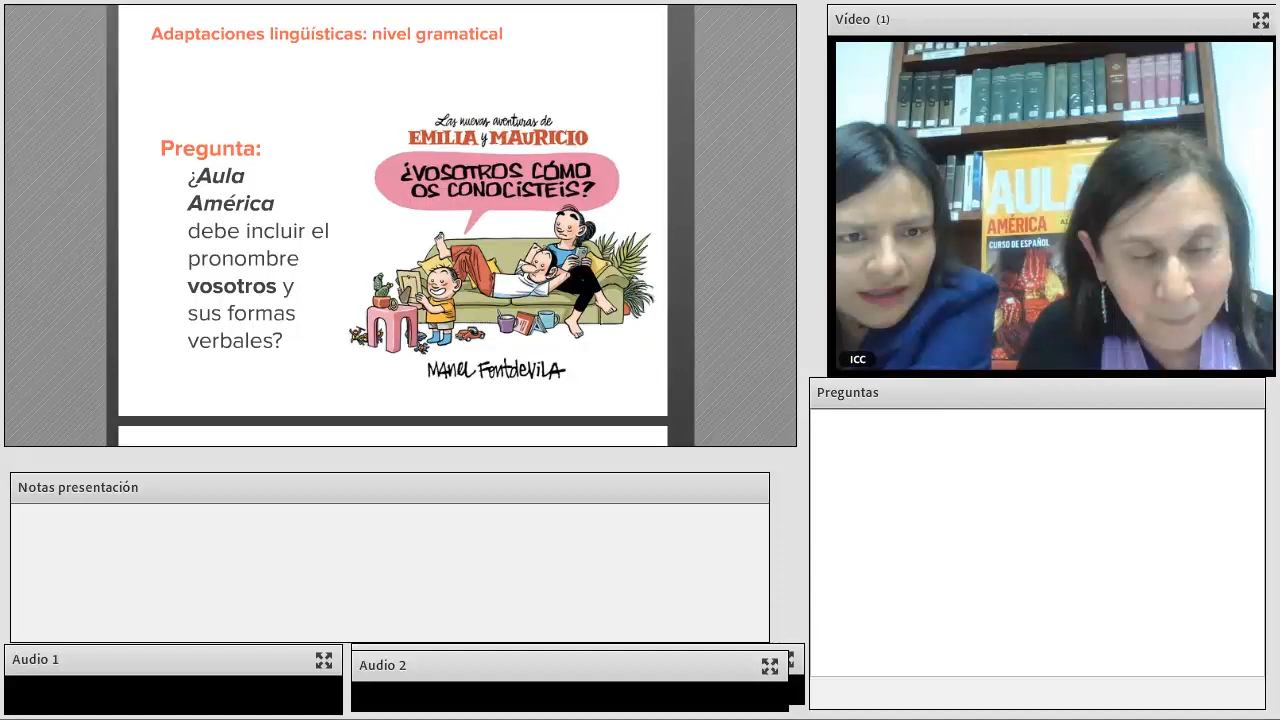 Adaptaciones lingüísticas: nivel gramatical
Pregunta:
¿Aula
América
debe incluir el
pronombre
vosotros y
sus formas
verbales?
Las nuevas aventuras de
EMILIA y MAURICIO
¿VOSOTROS CÓMO
OS CONOCISTEIS?
MANEL FONTDEVILA
Vídeo (1)
AULA
AMÉRICA
CURSO DE ESPAÑOL
ICC
Preguntas
Notas presentación
Audio 1
Audio 2